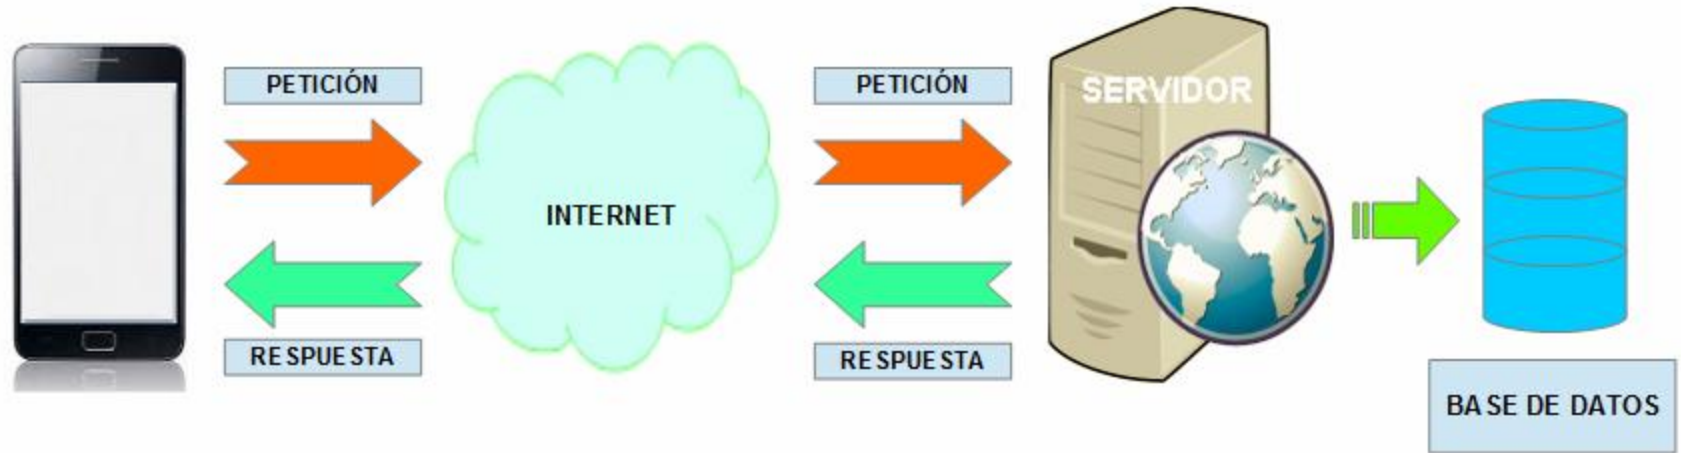 PETICIÓN
INTERNET
RESPUESTA
PETICIÓN
RESPUESTA
SERVIDOR
BASE DE DATOS